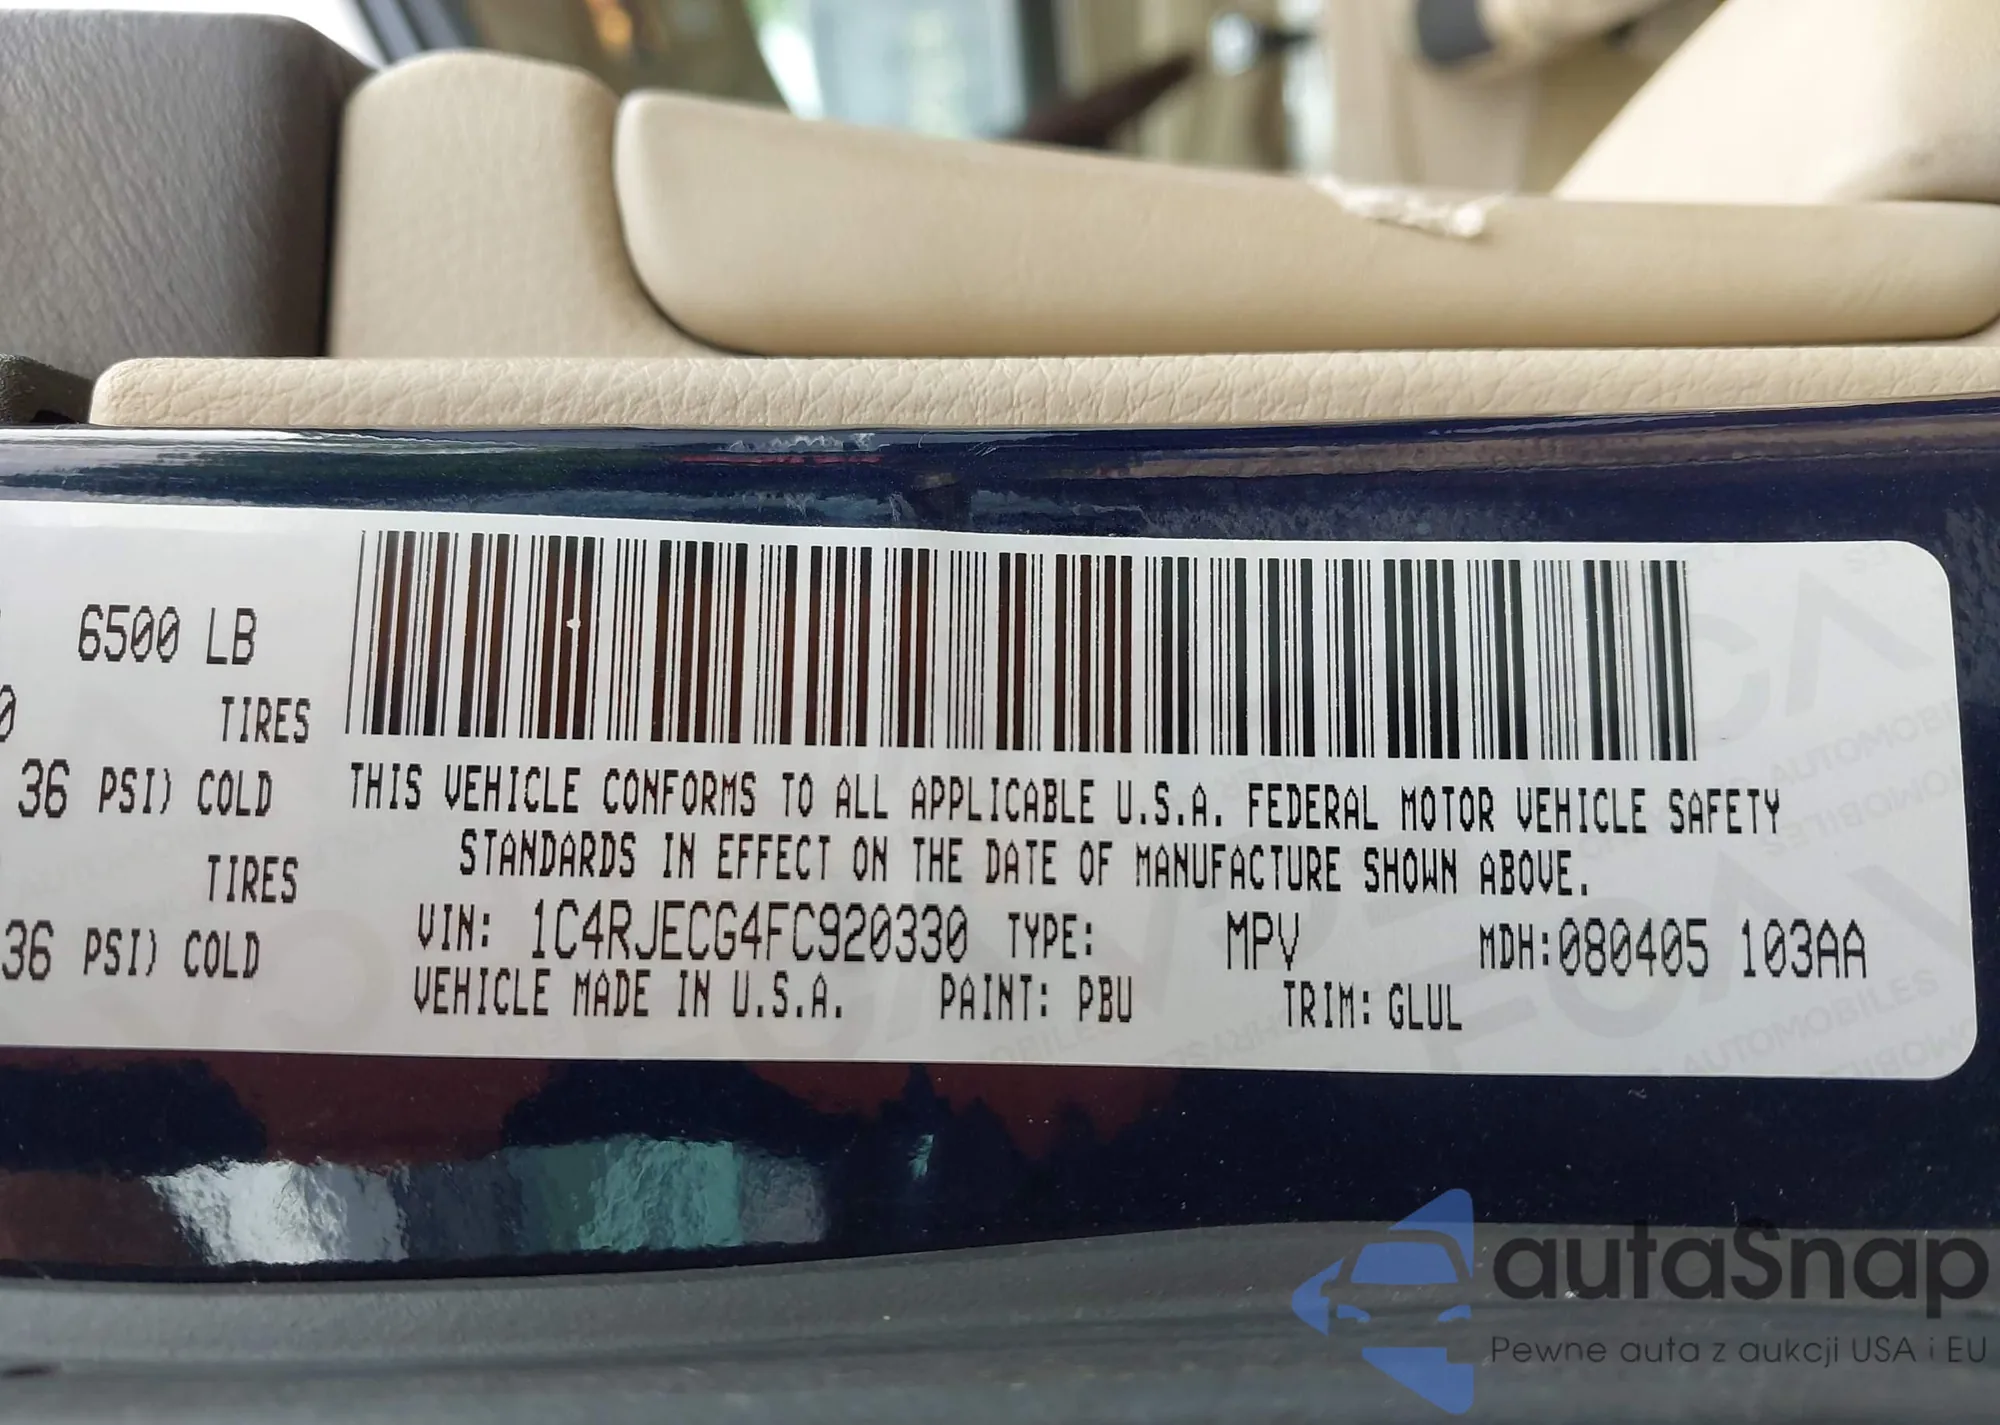 6500 LB
TIRES
36 PSI) COLD
TIRES
36 PSI) COLD
THIS VEHICLE CONFORMS TO ALL APPLICABLE U.S.A. FEDERAL MOTOR VEHICLE SAFETY
STANDARDS IN EFFECT ON THE DATE OF MANUFACTURE SHOWN ABOVE.
VIN: 1C4RJECG4FC920330 TYPE: MPV MDH:080405 103AA
VEHICLE MADE IN U.S.A. PAINT: PBU TRIM: GLUL
autaSnap
Pewne auta z aukcji USA i EU